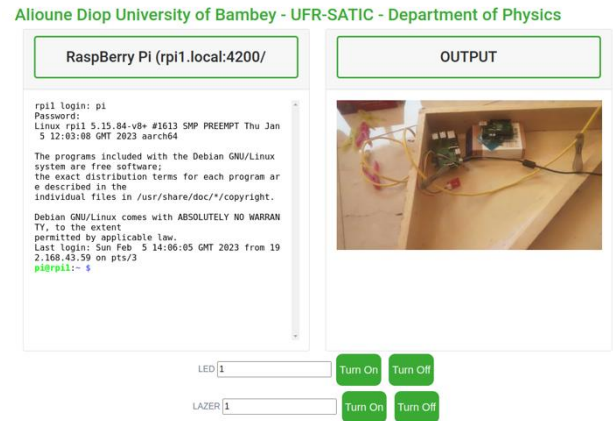 Alioune Diop University of Bambey - UFR-SATIC - Department of Physics
RaspBerry Pi (rpi1.local:4200/
OUTPUT
rpi1 login: pi
Password:
Linux rpi1 5.15.84-v8+ #1613 SMP PREEMPT Thu Jan
5 12:03:08 GMT 2023 aarch64
The programs included with the Debian GNU/Linux
system are free software;
the exact distribution terms for each program ar
e described in the
individual files in /usr/share/doc/*/copyright.
Debian GNU/Linux comes with ABSOLUTELY NO WARRAN
TY, to the extent
permitted by applicable law.
Last login: Sun Feb  5 14:06:05 GMT 2023 from 19
2.168.43.59 on pts/3
pi@rpi1:~ $
LED 1 Turn On Turn Off
LAZER 1 Turn On Turn Off